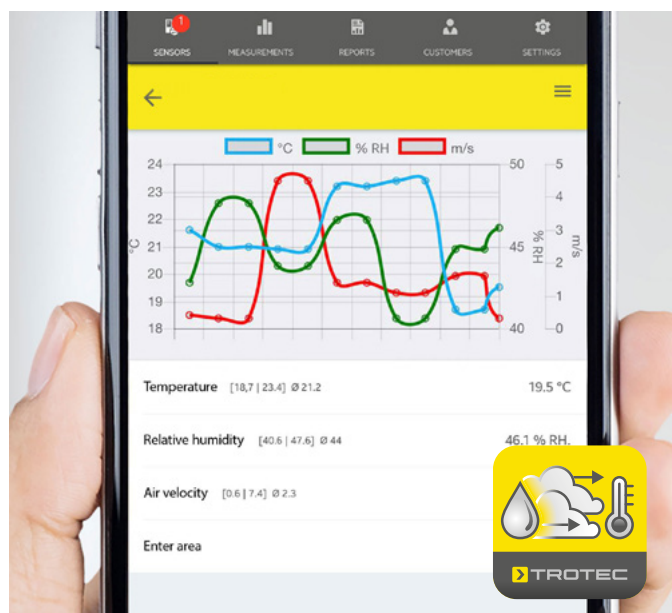 1
SENSORS MEASUREMENTS REPORTS CUSTOMERS SETTINGS
°C % RH m/s
24 50 5
23 4
22
21 45 3
20 2
19 1
18 40 0
°C
% RH
m/s
Temperature [18,7 | 23.4] Ø 21.2 19.5 °C
Relative humidity [40.6 | 47.6] Ø 44 46.1 % RH.
Air velocity [0.6 | 7.4] Ø 2.3
Enter area
TROTEC